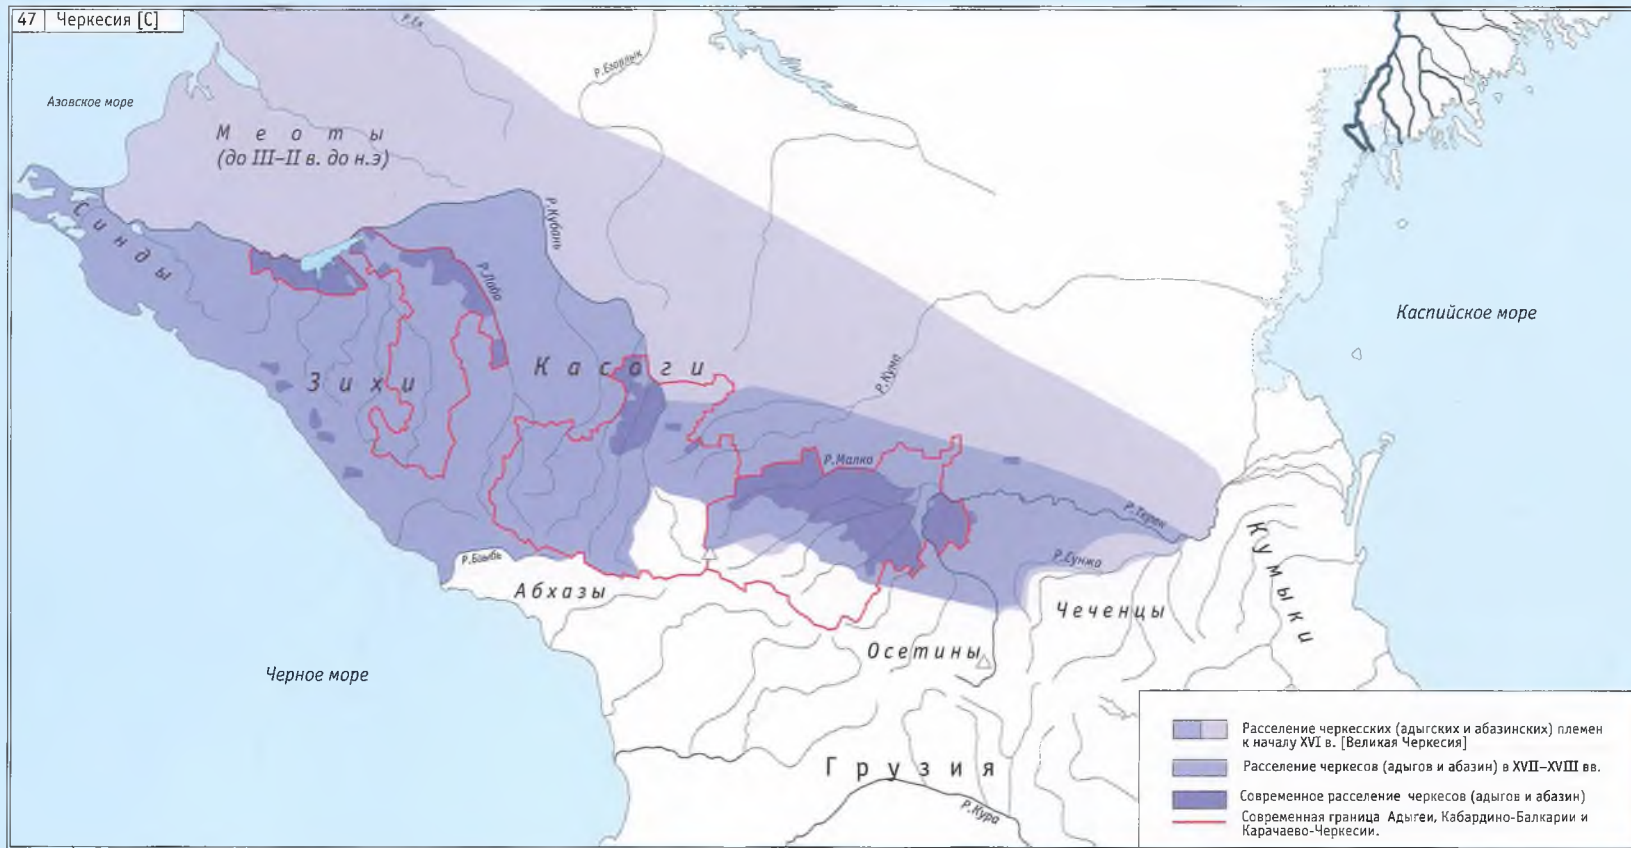 47 Черкесия [С]
р.Ея
Р.Егорлык
Азовское море
Меоты
(до III–II в. до н.э)
Синды
Р.Кубань
Р.Лаба
Каспийское море
Зихи
Касоги
Р.Кума
Р.Малка
Р.Терек
Р.Сунжа
Р.Бзыбь
Абхазы
Кумыки
Чеченцы
Осетины
Черное море
Грузия
Р.Кура
Расселение черкесских (адыгских и абазинских) племен
к началу XVI в. [Великая Черкесия]
Расселение черкесов (адыгов и абазин) в XVII–XVIII вв.
Современное расселение черкесов (адыгов и абазин)
Современная граница Адыгеи, Кабардино-Балкарии и
Карачаево-Черкесии.